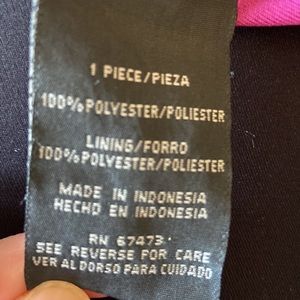 1 PIECE/PIEZA
100% POLYESTER/POLIESTER
LINING/FORRO
100% POLYESTER/POLIESTER
MADE IN INDONESIA
HECHO EN INDONESIA
RN 67473
SEE REVERSE FOR CARE
VER AL DORSO PARA CUIDADO